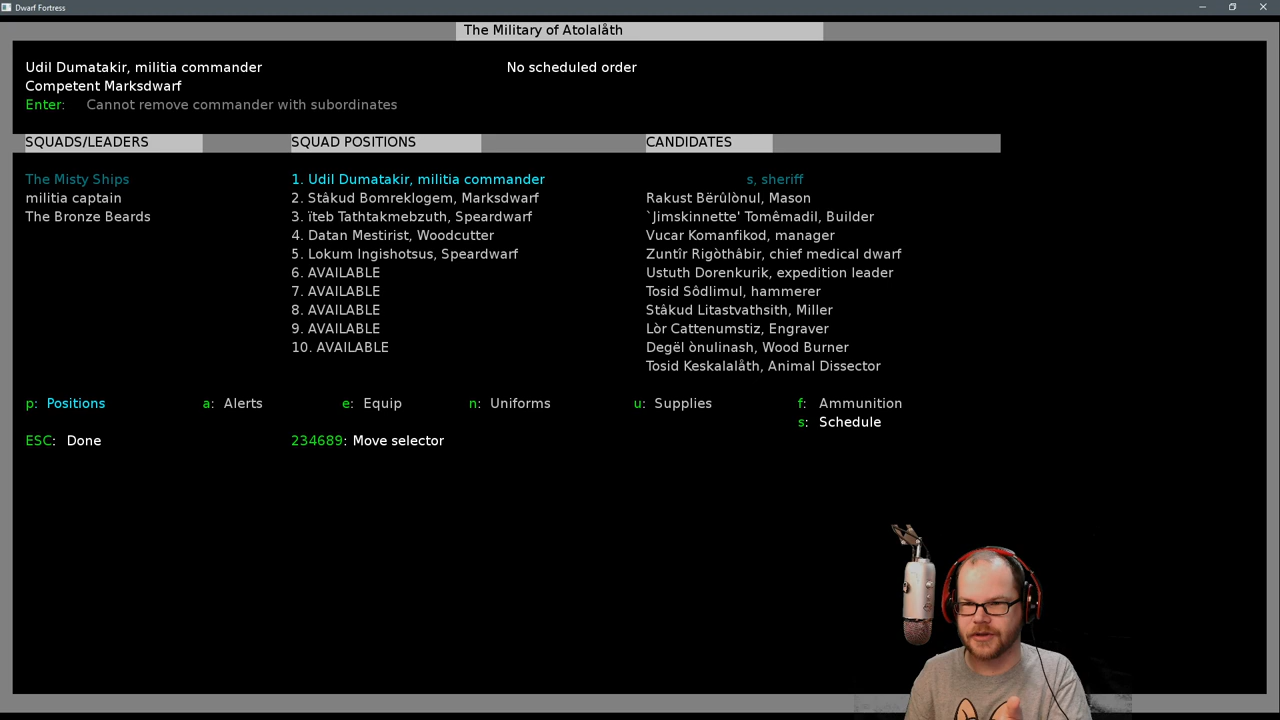 Dwarf Fortress
The Military of Atolalåth
Udil Dumatakir, militia commander No scheduled order
Competent Marksdwarf
Enter: Cannot remove commander with subordinates
SQUADS/LEADERS SQUAD POSITIONS CANDIDATES
The Misty Ships 1. Udil Dumatakir, militia commander s, sheriff
militia captain 2. Stâkud Bomreklogem, Marksdwarf Rakust Bërûlònul, Mason
The Bronze Beards 3. ïteb Tathtakmebzuth, Speardwarf `Jimskinnette' Tomêmadil, Builder
4. Datan Mestirist, Woodcutter Vucar Komanfikod, manager
5. Lokum Ingishotsus, Speardwarf Zuntîr Rigòthâbir, chief medical dwarf
6. AVAILABLE Ustuth Dorenkurik, expedition leader
7. AVAILABLE Tosid Sôdlimul, hammerer
8. AVAILABLE Stâkud Litastvathsith, Miller
9. AVAILABLE Lòr Cattenumstiz, Engraver
10. AVAILABLE Degël ònulinash, Wood Burner
Tosid Keskalalåth, Animal Dissector
p: Positions a: Alerts e: Equip n: Uniforms u: Supplies f: Ammunition
s: Schedule
ESC: Done 234689: Move selector